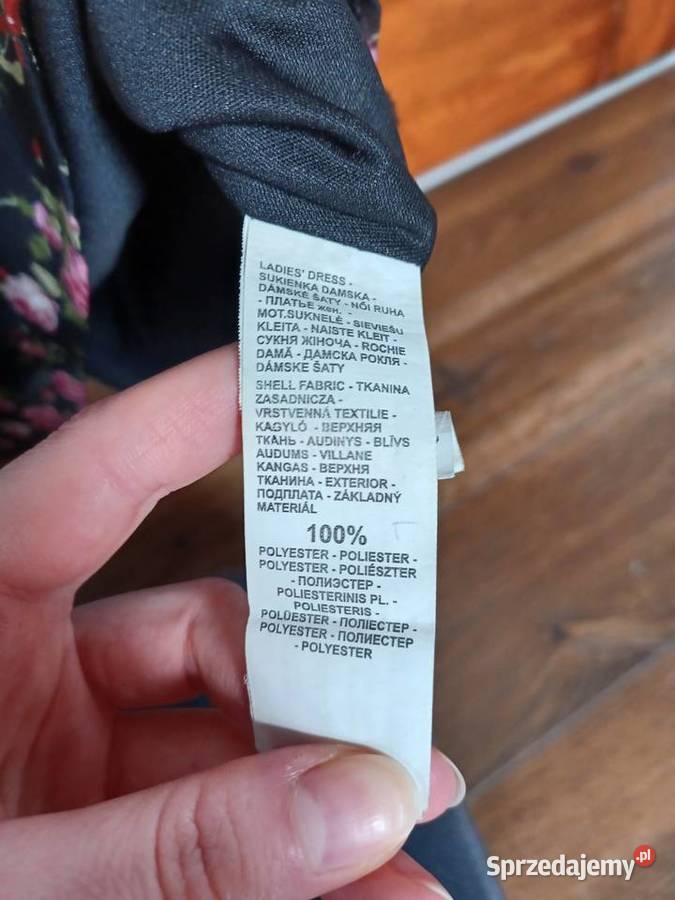 LADIES' DRESS -
SUKIENKA DAMSKA -
DÁMSKÉ ŠATY - NŐI RUHA
- ПЛАТЬЕ жен. -
MOT.SUKNELĖ - SIEVIEŠU
KLEITA - NAISTE KLEIT -
СУКНЯ ЖІНОЧА - ROCHIE
DAMĂ - ДАМСКА РОКЛЯ -
DÁMSKE ŠATY
SHELL FABRIC - TKANINA
ZASADNICZA -
VRSTVENNÁ TEXTILIE -
KAGYLÓ - ВЕРХНЯЯ
ТКАНЬ - AUDINYS - BLĪVS
AUDUMS - VILLANE
KANGAS - ВЕРХНЯ
ТКАНИНА - EXTERIOR -
ПОДПЛАТА - ZÁKLADNÝ
MATERIÁL
100%
POLYESTER - POLIESTER -
POLYESTER - POLIÉSZTER
- ПОЛИЭСТЕР -
POLIESTERINIS PL. -
POLIESTERIS -
POLÜESTER - ПОЛІЕСТЕР -
POLYESTER - ПОЛИЕСТЕР
- POLYESTER
Sprzedajemy.pl